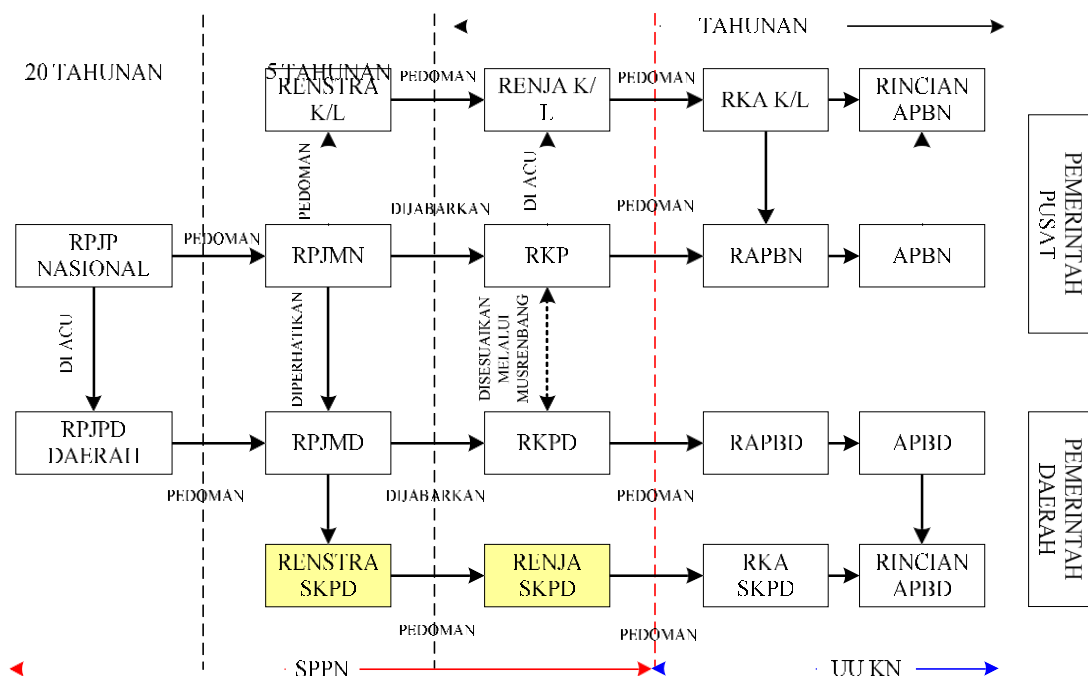 TAHUNAN
20 TAHUNAN
5 TAHUNAN
RENSTRA
K/L
PEDOMAN
RENJA K/
L
PEDOMAN
RKA K/L
RINCIAN
APBN
PEDOMAN
DI ACU
PEMERINTAH
PUSAT
RPJP
NASIONAL
PEDOMAN
RPJMN
DIJABARKAN
RKP
PEDOMAN
RAPBN
APBN
DI ACU
DIPERHATIKAN
DISESUAIKAN
MELALUI
MUSRENBANG
RPJPD
DAERAH
RPJMD
RKPD
RAPBD
APBD
PEMERINTAH
DAERAH
PEDOMAN
DIJABARKAN
PEDOMAN
RENSTRA
SKPD
RENJA
SKPD
RKA
SKPD
RINCIAN
APBD
PEDOMAN
PEDOMAN
SPPN
UU KN